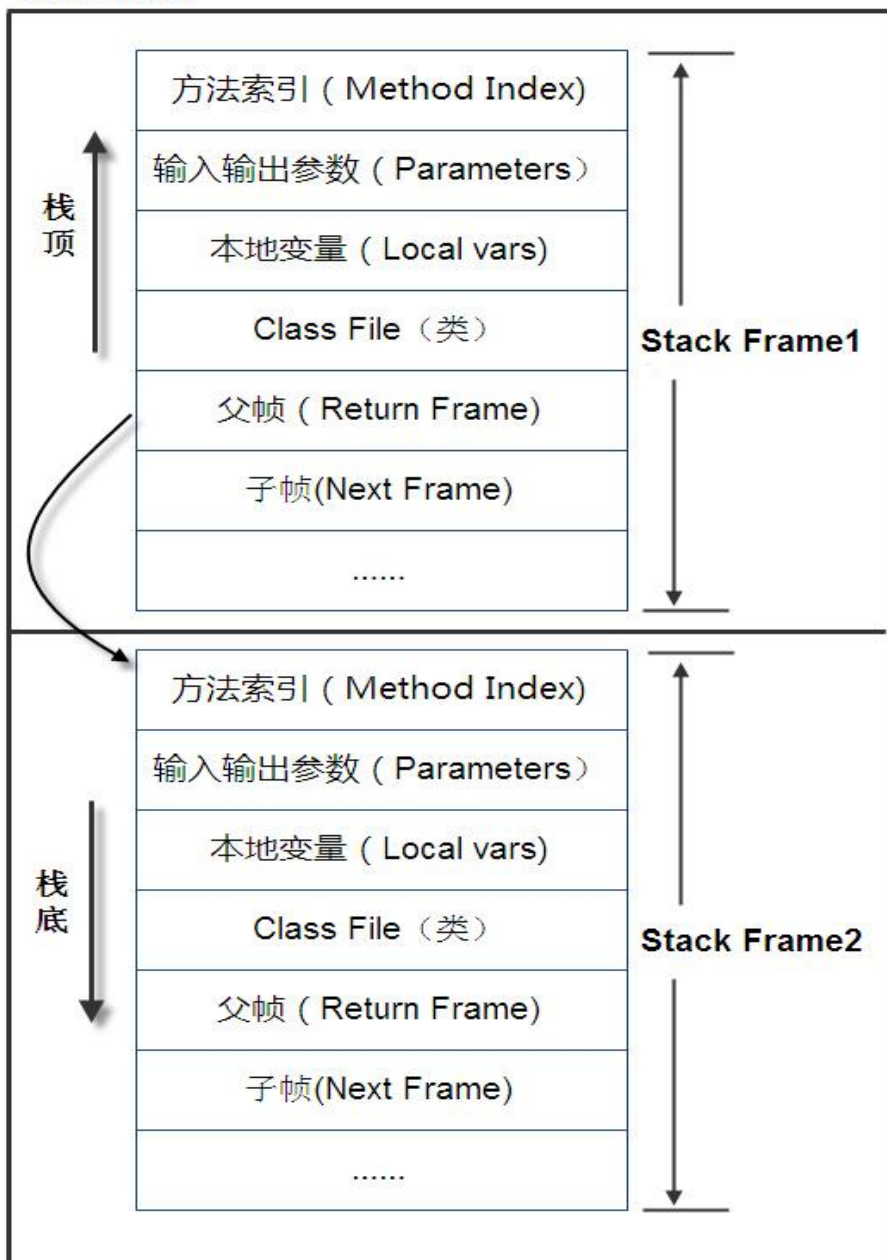 方法索引 ( Method Index)
输入输出参数 ( Parameters）
栈顶
本地变量 ( Local vars)
Class File（类）
Stack Frame1
父帧 ( Return Frame)
子帧(Next Frame)
......
方法索引 ( Method Index)
输入输出参数 ( Parameters）
本地变量 ( Local vars)
栈底
Class File（类）
Stack Frame2
父帧 ( Return Frame)
子帧(Next Frame)
......